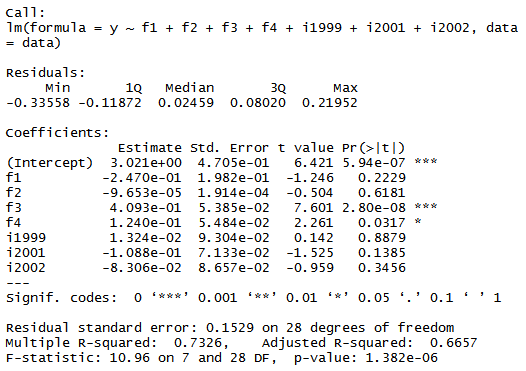 Call:
lm(formula = y ~ f1 + f2 + f3 + f4 + i1999 + i2001 + i2002, data
= data)
Residuals:
Min 1Q Median 3Q Max
-0.33558 -0.11872 0.02459 0.08020 0.21952
Coefficients:
Estimate Std. Error t value Pr(>|t|)
(Intercept) 3.021e+00 4.705e-01 6.421 5.94e-07 ***
f1 -2.470e-01 1.982e-01 -1.246 0.2229
f2 -9.653e-05 1.914e-04 -0.504 0.6181
f3 4.093e-01 5.385e-02 7.601 2.80e-08 ***
f4 1.240e-01 5.484e-02 2.261 0.0317 *
i1999 1.324e-02 9.304e-02 0.142 0.8879
i2001 -1.088e-01 7.133e-02 -1.525 0.1385
i2002 -8.306e-02 8.657e-02 -0.959 0.3456
---
Signif. codes: 0 ‘***’ 0.001 ‘**’ 0.01 ‘*’ 0.05 ‘.’ 0.1 ‘ ’ 1
Residual standard error: 0.1529 on 28 degrees of freedom
Multiple R-squared: 0.7326, Adjusted R-squared: 0.6657
F-statistic: 10.96 on 7 and 28 DF, p-value: 1.382e-06